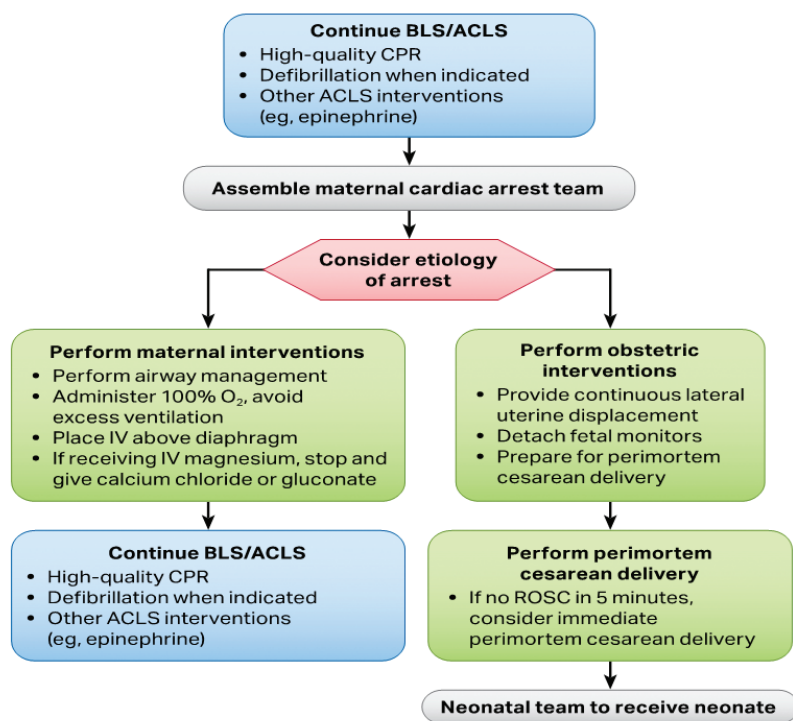 Continue BLS/ACLS
• High-quality CPR
• Defibrillation when indicated
• Other ACLS interventions
(eg, epinephrine)
Assemble maternal cardiac arrest team
Consider etiology
of arrest
Perform maternal interventions
• Perform airway management
• Administer 100% O₂, avoid
excess ventilation
• Place IV above diaphragm
• If receiving IV magnesium, stop and
give calcium chloride or gluconate
Perform obstetric
interventions
• Provide continuous lateral
uterine displacement
• Detach fetal monitors
• Prepare for perimortem
cesarean delivery
Continue BLS/ACLS
• High-quality CPR
• Defibrillation when indicated
• Other ACLS interventions
(eg, epinephrine)
Perform perimortem
cesarean delivery
• If no ROSC in 5 minutes,
consider immediate
perimortem cesarean delivery
Neonatal team to receive neonate